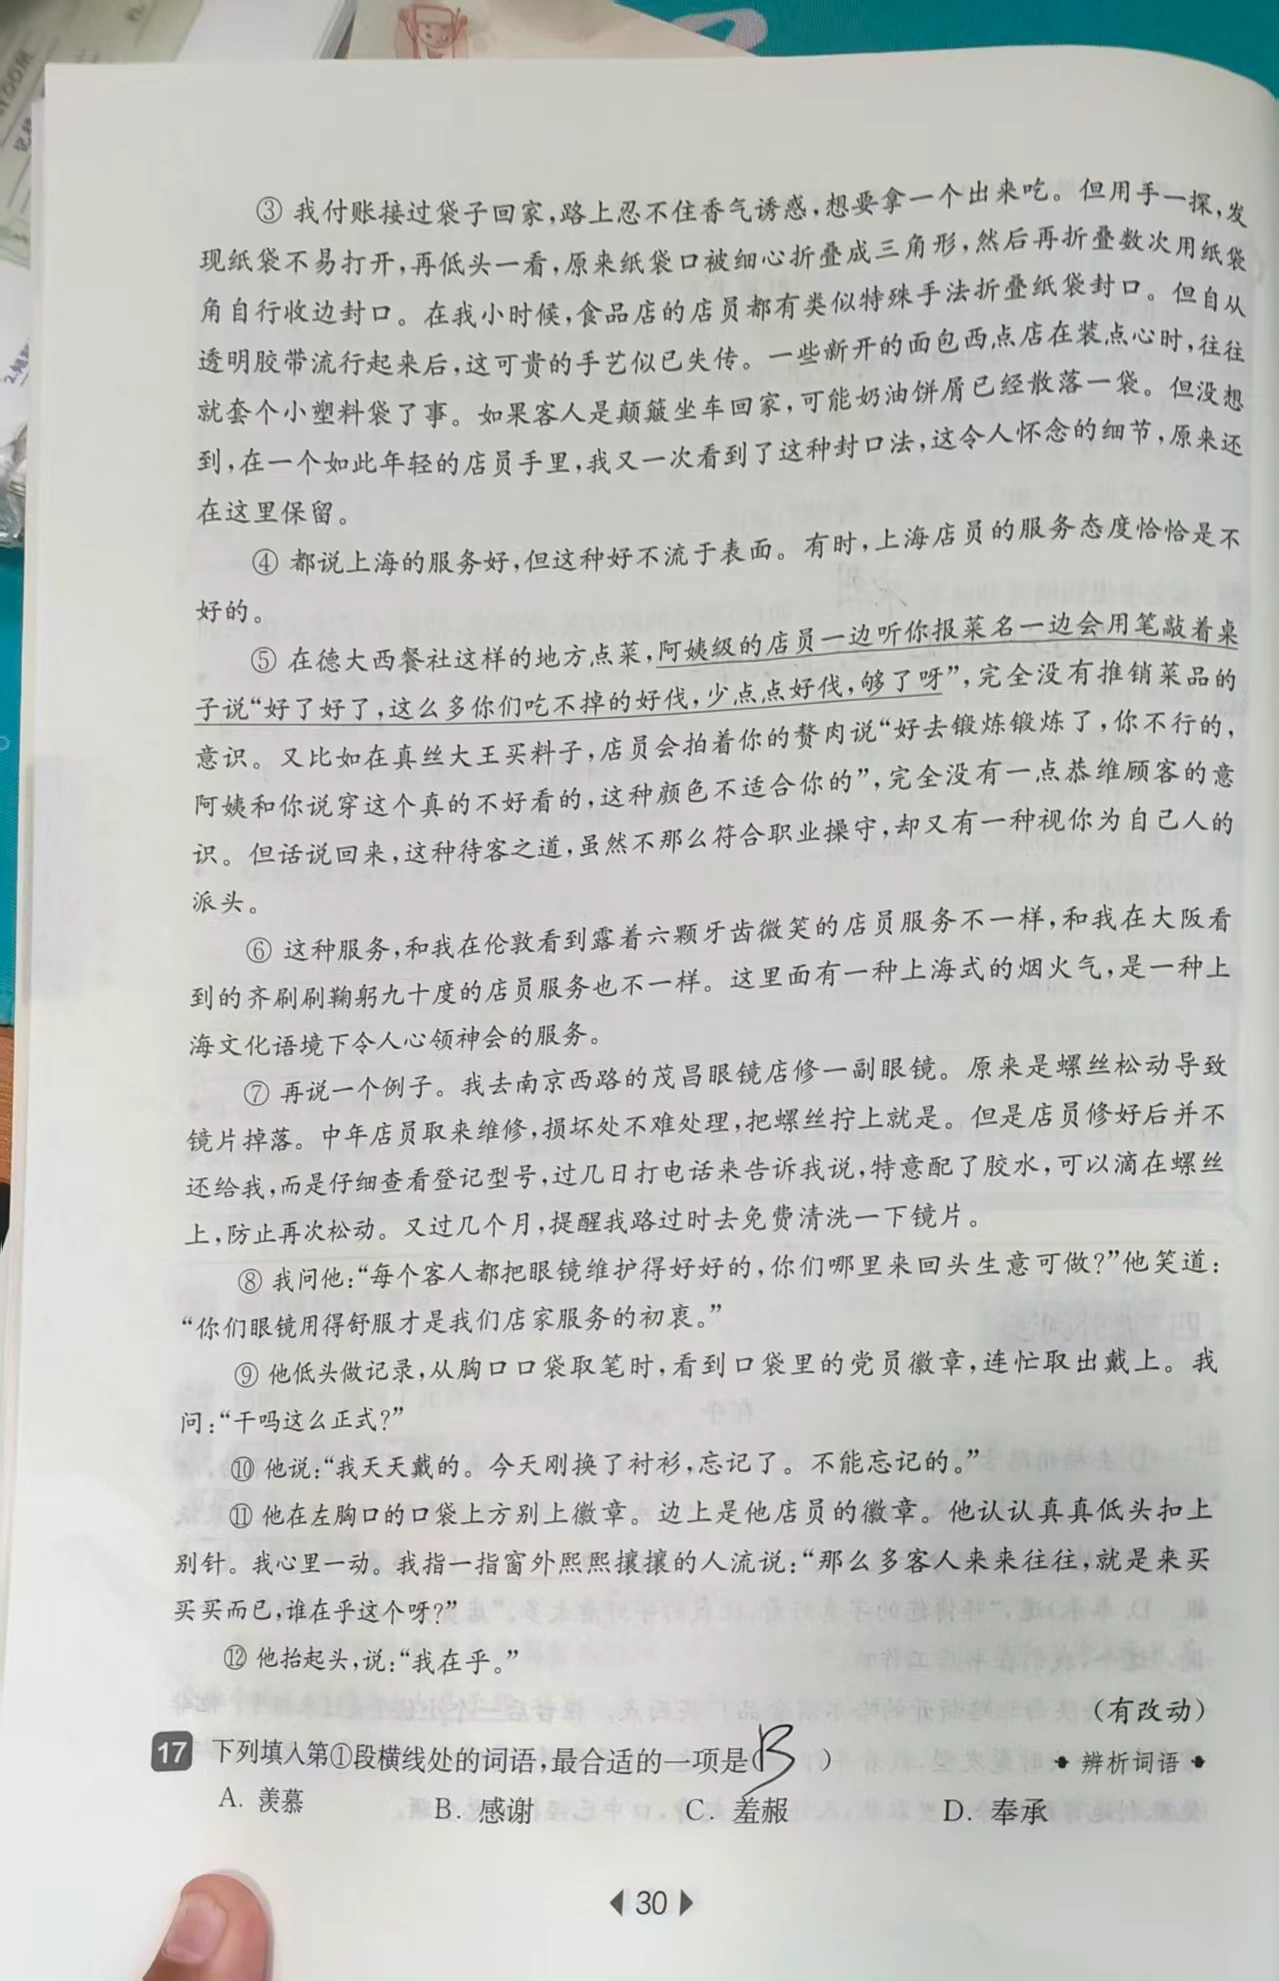 ③ 我付账接过袋子回家,路上忍不住香气诱惑,想要拿一个出来吃。但用手一探,发
现纸袋不易打开,再低头一看,原来纸袋口被细心折叠成三角形,然后再折叠数次用纸袋
角自行收边封口。在我小时候,食品店的店员都有类似特殊手法折叠纸袋封口。但自从
透明胶带流行起来后,这可贵的手艺似已失传。一些新开的面包西点店在装点心时,往往
就套个小塑料袋了事。如果客人是颠簸坐车回家,可能奶油饼屑已经散落一袋。但没想
到,在一个如此年轻的店员手里,我又一次看到了这种封口法,这令人怀念的细节,原来还
在这里保留。
④ 都说上海的服务好,但这种好不流于表面。有时,上海店员的服务态度恰恰是不
好的。
⑤ 在德大西餐社这样的地方点菜,阿姨级的店员一边听你报菜名一边会用笔敲着桌
子说“好了好了,这么多你们吃不掉的好伐,少点点好伐,够了呀”,完全没有推销菜品的
意识。又比如在真丝大王买料子,店员会拍着你的赘肉说“好去锻炼锻炼了,你不行的,
阿姨和你说穿这个真的不好看的,这种颜色不适合你的”,完全没有一点恭维顾客的意
识。但话说回来,这种待客之道,虽然不那么符合职业操守,却又有一种视你为自己人的
派头。
⑥ 这种服务,和我在伦敦看到露着六颗牙齿微笑的店员服务不一样,和我在大阪看
到的齐刷刷鞠躬九十度的店员服务也不一样。这里面有一种上海式的烟火气,是一种上
海文化语境下令人心领神会的服务。
⑦ 再说一个例子。我去南京西路的茂昌眼镜店修一副眼镜。原来是螺丝松动导致
镜片掉落。中年店员取来维修,损坏处不难处理,把螺丝拧上就是。但是店员修好后并不
还给我,而是仔细查看登记型号,过几日打电话来告诉我说,特意配了胶水,可以滴在螺丝
上,防止再次松动。又过几个月,提醒我路过时去免费清洗一下镜片。
⑧ 我问他:“每个客人都把眼镜维护得好好的,你们哪里来回头生意可做?”他笑道:
“你们眼镜用得舒服才是我们店家服务的初衷。”
⑨ 他低头做记录,从胸口口袋取笔时,看到口袋里的党员徽章,连忙取出戴上。我
问:“干吗这么正式?”
⑩ 他说:“我天天戴的。今天刚换了衬衫,忘记了。不能忘记的。”
⑪ 他在左胸口的口袋上方别上徽章。边上是他店员的徽章。他认认真真低头扣上
别针。我心里一动。我指一指窗外熙熙攘攘的人流说:“那么多客人来来往往,就是来买
买买而已,谁在乎这个呀?”
⑫ 他抬起头,说:“我在乎。”
(有改动)
17 下列填入第①段横线处的词语,最合适的一项是( B ) 辨析词语
A. 羡慕 B. 感谢 C. 羞赧 D. 奉承
30